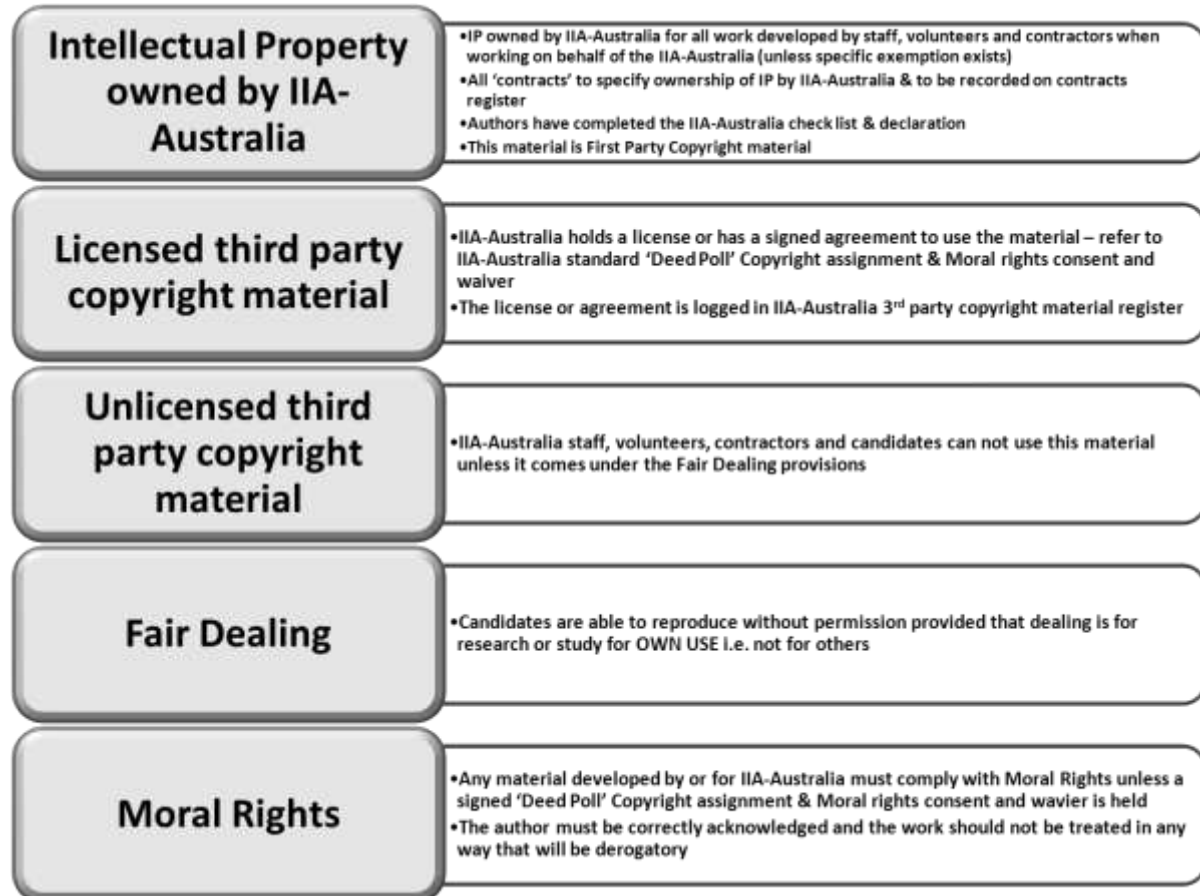 Intellectual Property
owned by IIA-
Australia
•IP owned by IIA-Australia for all work developed by staff, volunteers and contractors when
working on behalf of the IIA-Australia (unless specific exemption exists)
•All ‘contracts’ to specify ownership of IP by IIA-Australia & to be recorded on contracts
register
•Authors have completed the IIA-Australia check list & declaration
•This material is First Party Copyright material
Licensed third party
copyright material
•IIA-Australia holds a license or has a signed agreement to use the material – refer to
IIA-Australia standard ‘Deed Poll’ Copyright assignment & Moral rights consent and
waiver
•The license or agreement is logged in IIA-Australia 3rd party copyright material register
Unlicensed third
party copyright
material
•IIA-Australia staff, volunteers, contractors and candidates can not use this material
unless it comes under the Fair Dealing provisions
Fair Dealing
•Candidates are able to reproduce without permission provided that dealing is for
research or study for OWN USE i.e. not for others
Moral Rights
•Any material developed by or for IIA-Australia must comply with Moral Rights unless a
signed ‘Deed Poll’ Copyright assignment & Moral rights consent and wavier is held
•The author must be correctly acknowledged and the work should not be treated in any
way that will be derogatory